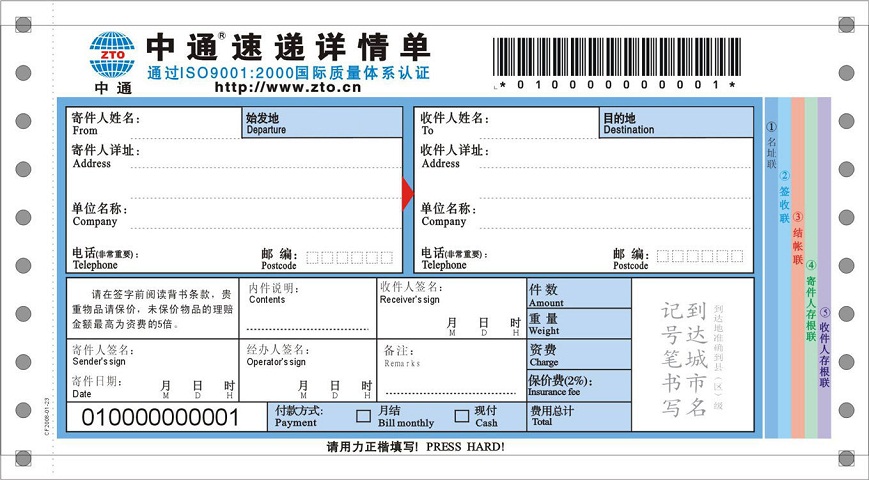 ZTO
中通
中通®速递详情单
通过ISO9001:2000国际质量体系认证
http://www.zto.cn
*010000000001*
寄件人姓名：
From
始发地
Departure
寄件人详址：
Address
单位名称：
Company
电话(非常重要)：
Telephone
邮 编：
Postcode
收件人姓名：
To
目的地
Destination
收件人详址：
Address
单位名称：
Company
电话(非常重要)：
Telephone
邮 编：
Postcode
请在签字前阅读背书条款，贵
重物品请保价，未保价物品的理赔
金额最高为资费的5倍。
内件说明：
Contents
收件人签名：
Receiver's sign
月 日 时
M D H
件 数
Amount
重 量
Weight
资 费
Charge
保价费(2%)：
Insurance fee
寄件人签名：
Sender's sign
寄件日期：
Date
月 日 时
M D H
经办人签名：
Operator's sign
月 日 时
M D H
备注：
Remarks
010000000001
付款方式：
Payment
月结
Bill monthly
现付
Cash
费用总计
Total
到达地准确到县（区）级
到达城市名
记号笔书写
①名址联
②签收联
③结帐联
④寄件人存根联
⑤收件人存根联
CF2008-01-23
请用力正楷填写! PRESS HARD!